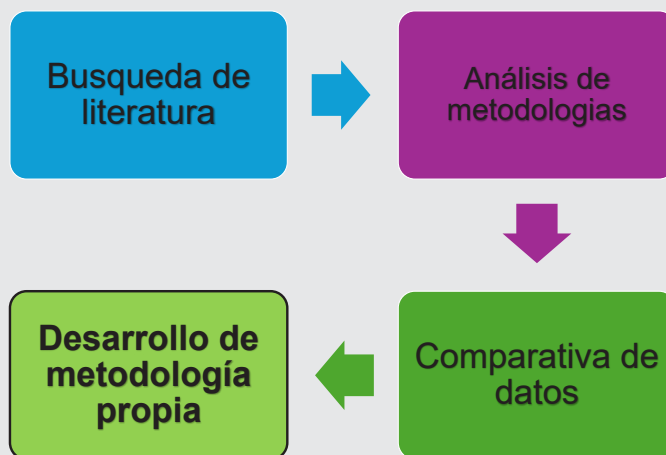 Busqueda de
literatura
Análisis de
metodologias
Comparativa de
datos
Desarrollo de
metodología
propia